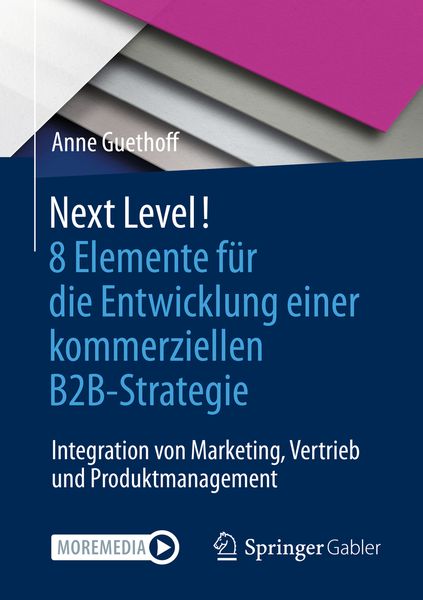 Anne Guethoff
Next Level!
8 Elemente für
die Entwicklung einer
kommerziellen
B2B-Strategie
Integration von Marketing, Vertrieb
und Produktmanagement
MOREMEDIA
Springer Gabler